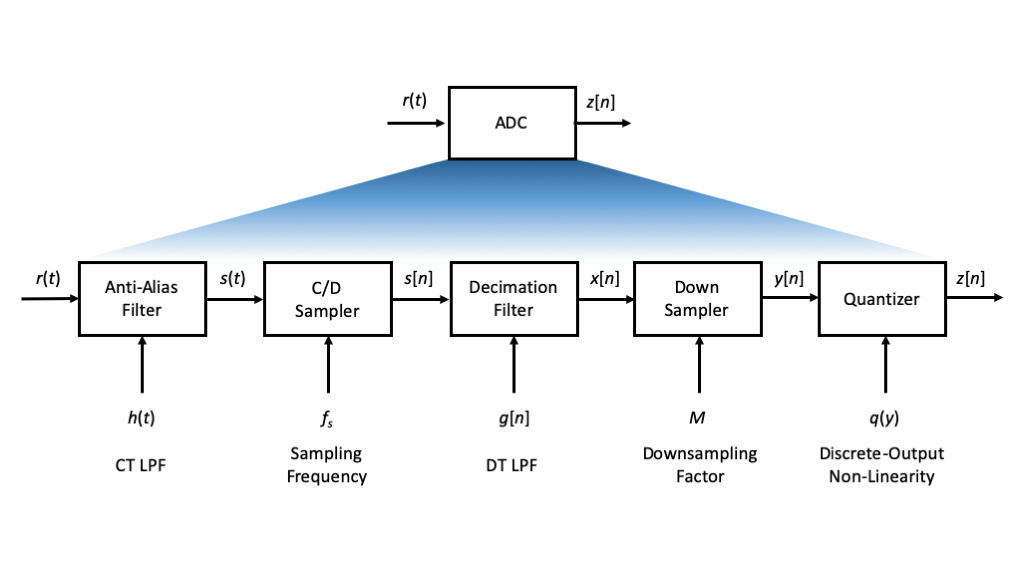 r(t)
ADC
z[n]
r(t)
Anti-Alias
Filter
s(t)
C/D
Sampler
s[n]
Decimation
Filter
x[n]
Down
Sampler
y[n]
Quantizer
z[n]
h(t)
fs
g[n]
M
q(y)
CT LPF
Sampling
Frequency
DT LPF
Downsampling
Factor
Discrete-Output
Non-Linearity